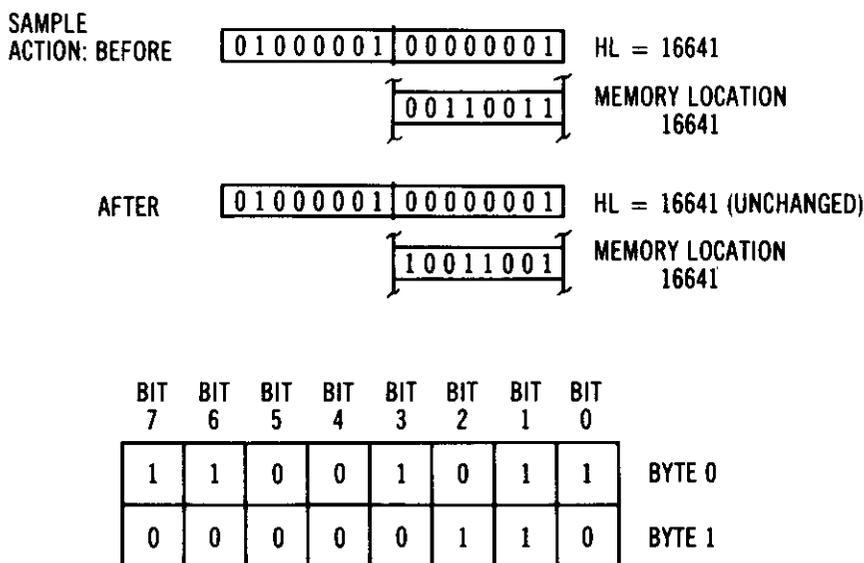 SAMPLE
ACTION: BEFORE 01000001 00000001 HL = 16641
00110011 MEMORY LOCATION
16641
AFTER 01000001 00000001 HL = 16641 (UNCHANGED)
10011001 MEMORY LOCATION
16641
BIT BIT BIT BIT BIT BIT BIT BIT
7 6 5 4 3 2 1 0
1 1 0 0 1 0 1 1 BYTE 0
0 0 0 0 0 1 1 0 BYTE 1